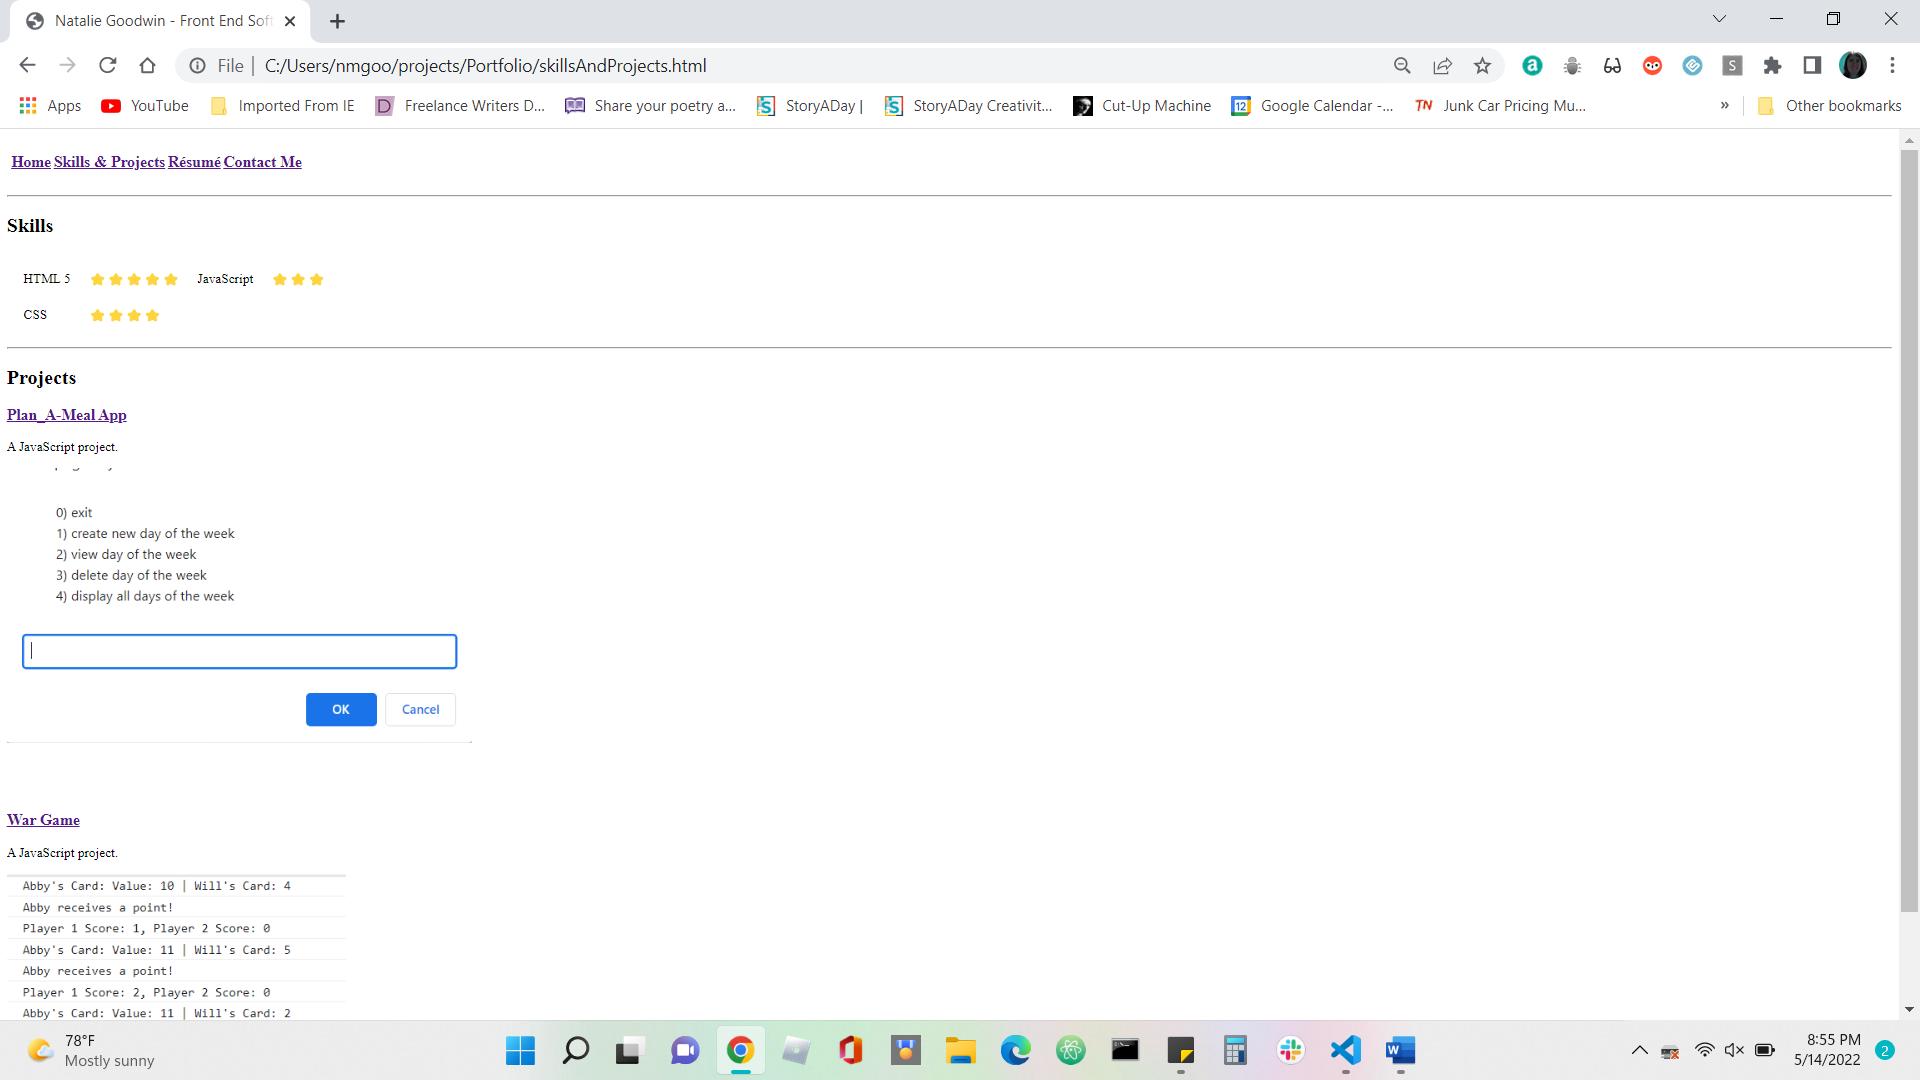 Natalie Goodwin - Front End Soft
File | C:/Users/nmgoo/projects/Portfolio/skillsAndProjects.html
Apps YouTube Imported From IE Freelance Writers D... Share your poetry a... StoryADay | StoryADay Creativit... Cut-Up Machine 12 Google Calendar -... TN Junk Car Pricing Mu... » Other bookmarks
Home Skills & Projects Résumé Contact Me
Skills
HTML 5 JavaScript
CSS
Projects
Plan_A-Meal App
A JavaScript project.
0) exit
1) create new day of the week
2) view day of the week
3) delete day of the week
4) display all days of the week
OK Cancel
War Game
A JavaScript project.
Abby's Card: Value: 10 | Will's Card: 4
Abby receives a point!
Player 1 Score: 1, Player 2 Score: 0
Abby's Card: Value: 11 | Will's Card: 5
Abby receives a point!
Player 1 Score: 2, Player 2 Score: 0
Abby's Card: Value: 11 | Will's Card: 2
78°F
Mostly sunny
8:55 PM
5/14/2022
2